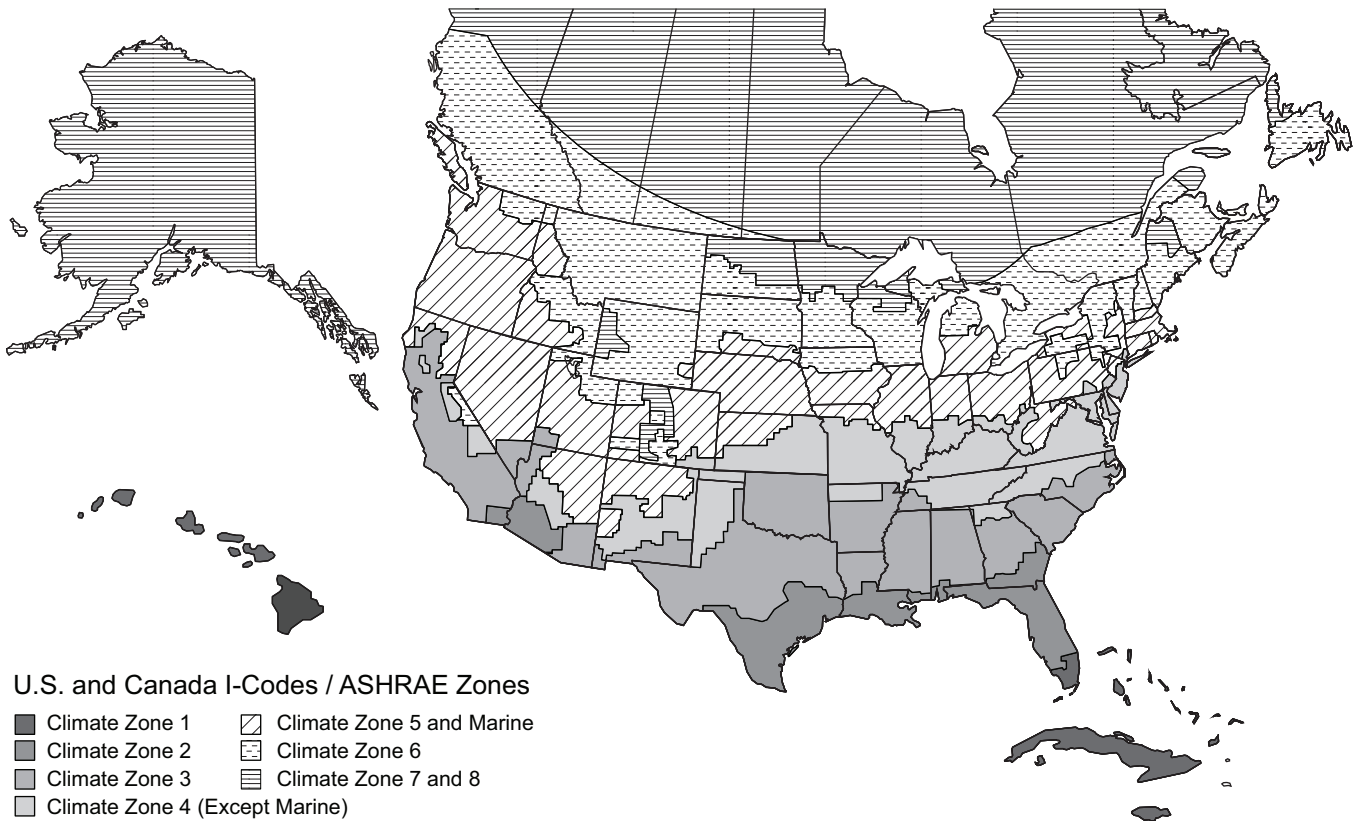 U.S. and Canada I-Codes / ASHRAE Zones
Climate Zone 1
Climate Zone 2
Climate Zone 3
Climate Zone 4 (Except Marine)
Climate Zone 5 and Marine
Climate Zone 6
Climate Zone 7 and 8